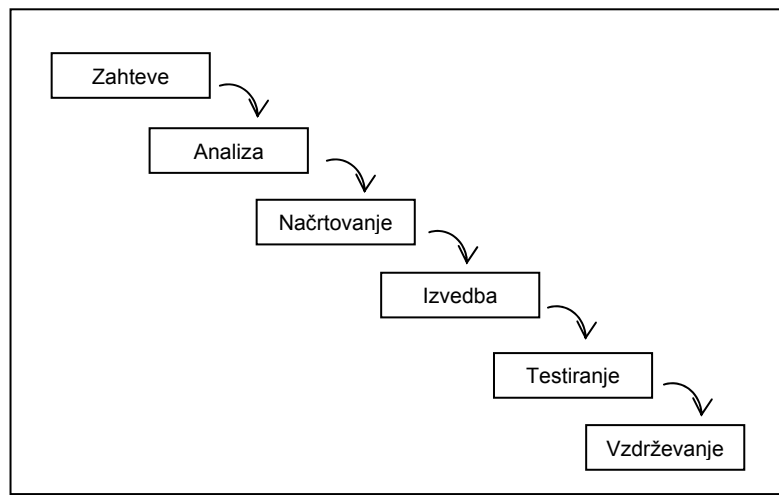 Zahteve
Analiza
Načrtovanje
Izvedba
Testiranje
Vzdrževanje